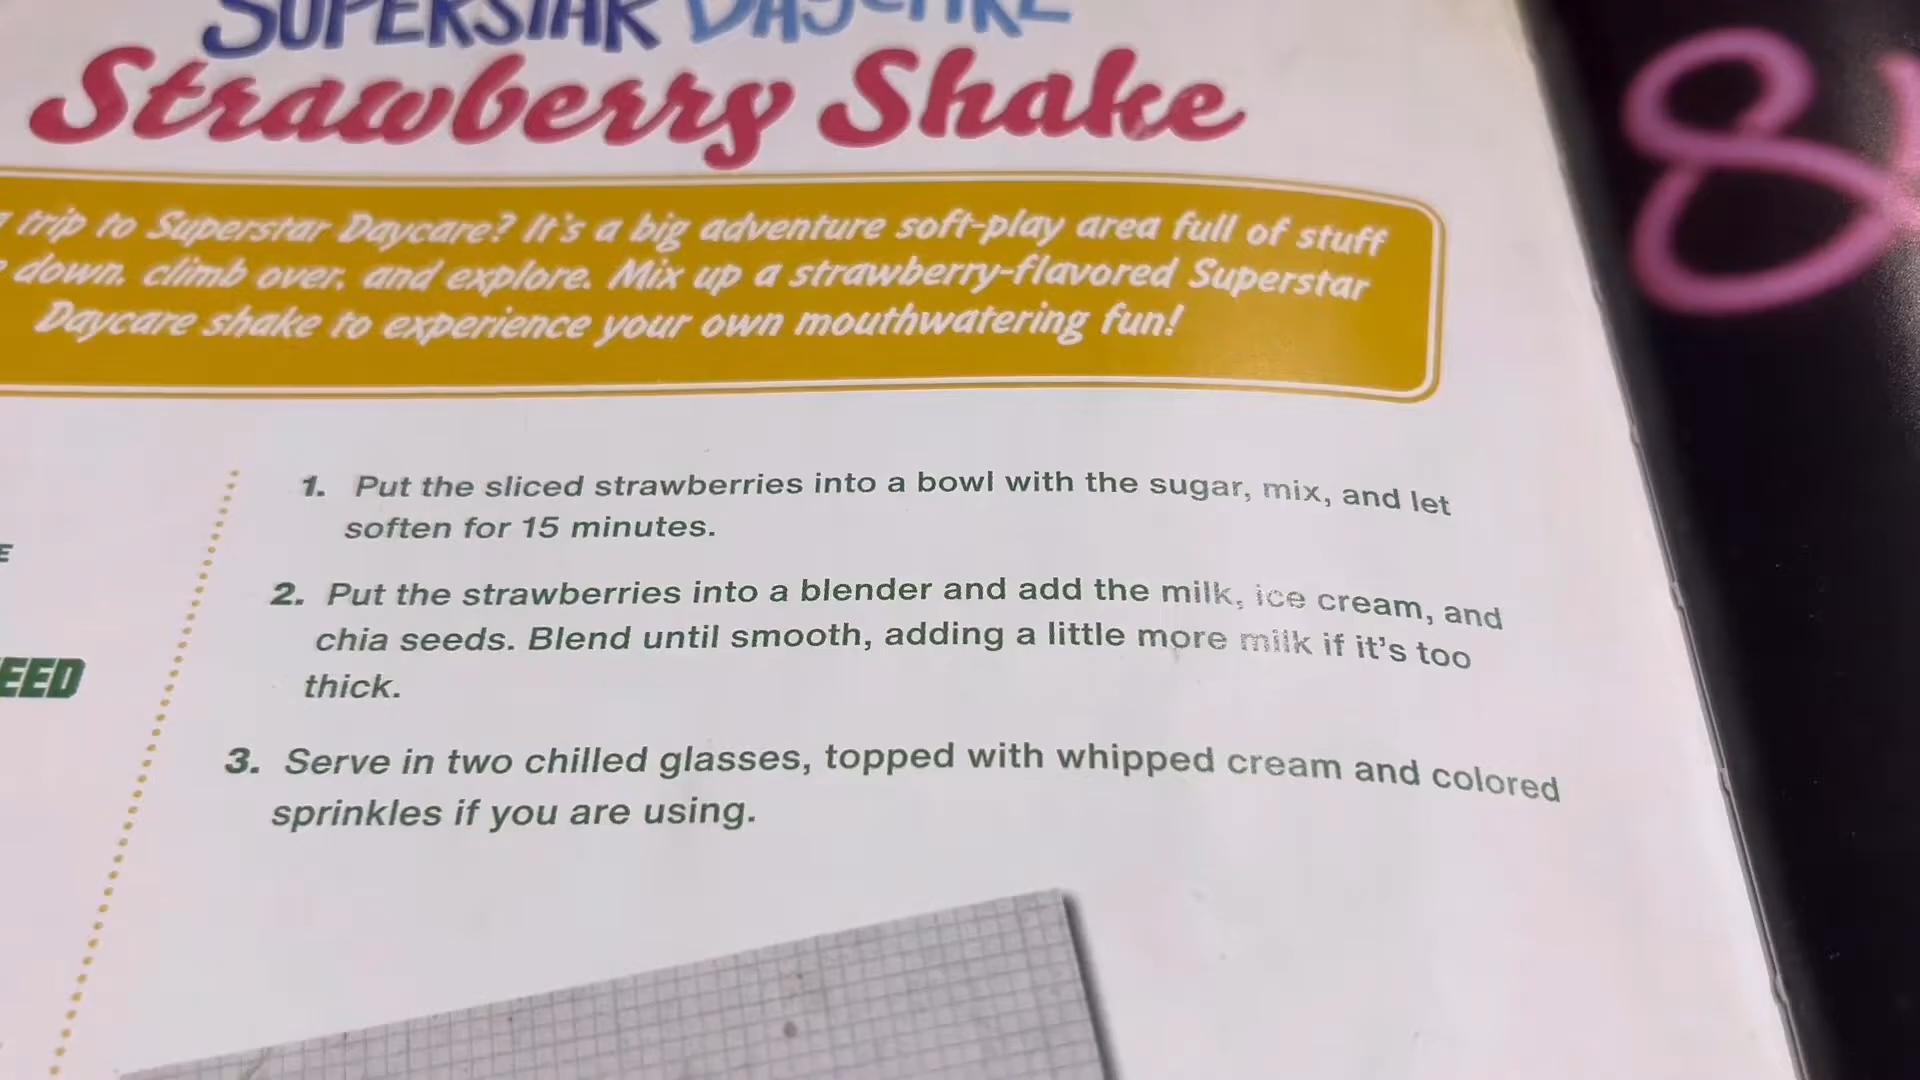 SUPERSTAR DAYCARE
Strawberry Shake
trip to Superstar Daycare? It's a big adventure soft-play area full of stuff
down, climb over, and explore. Mix up a strawberry-flavored Superstar
Daycare shake to experience your own mouthwatering fun!
1. Put the sliced strawberries into a bowl with the sugar, mix, and let
soften for 15 minutes.
2. Put the strawberries into a blender and add the milk, ice cream, and
chia seeds. Blend until smooth, adding a little more milk if it's too
thick.
3. Serve in two chilled glasses, topped with whipped cream and colored
sprinkles if you are using.